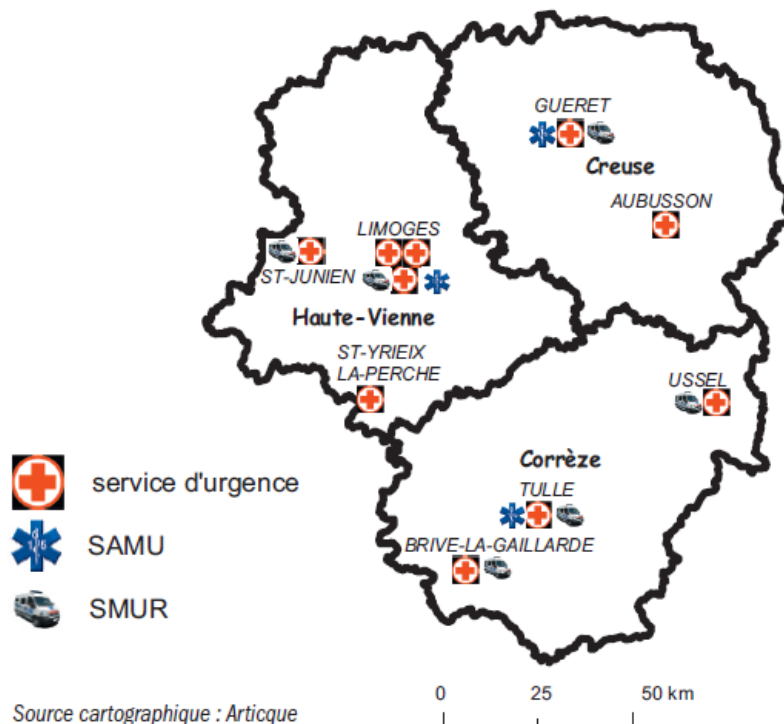 GUERET
Creuse
AUBUSSON
LIMOGES
ST-JUNIEN
Haute-Vienne
ST-YRIEIX
LA-PERCHE
USSEL
Corrèze
TULLE
BRIVE-LA-GAILLARDE
service d'urgence
SAMU
SMUR
0 25 50 km
Source cartographique : Articque